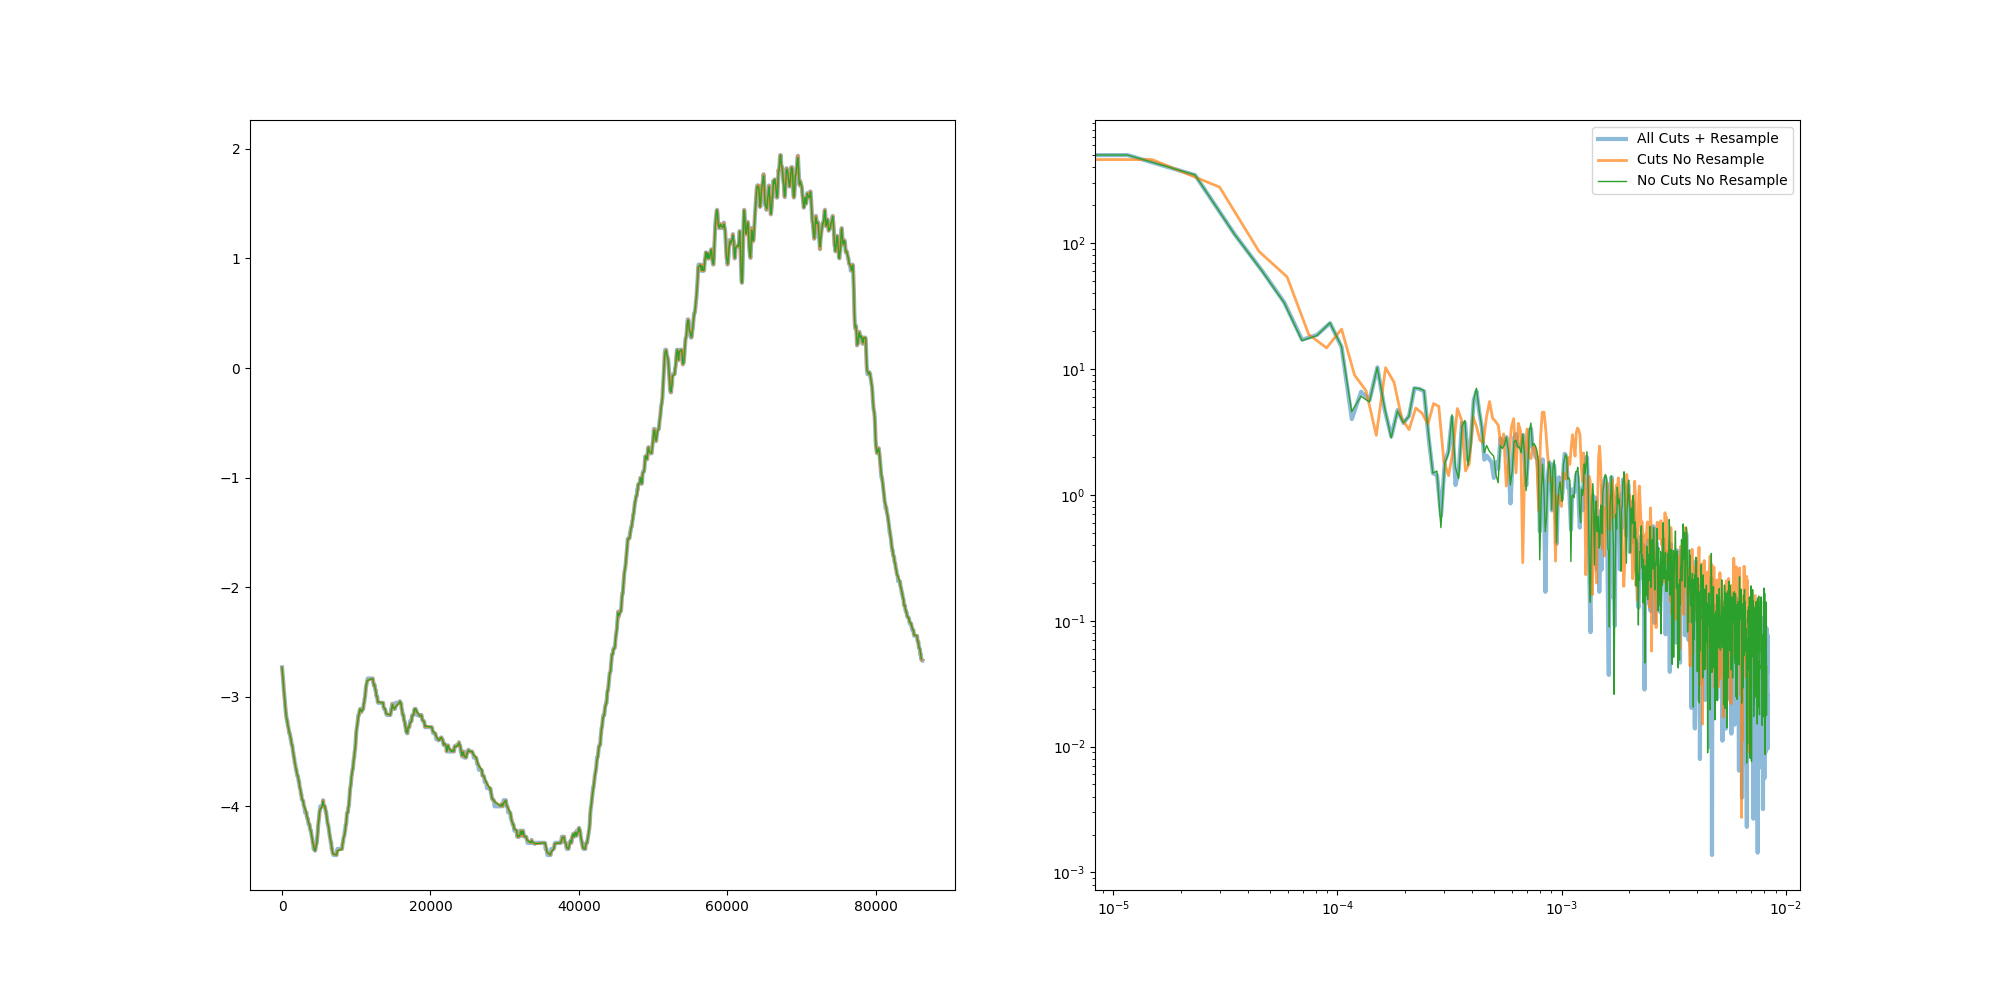 2
1
0
−1
−2
−3
−4
0 20000 40000 60000 80000
All Cuts + Resample
Cuts No Resample
No Cuts No Resample
10²
10¹
10⁰
10⁻¹
10⁻²
10⁻³
10⁻⁵ 10⁻⁴ 10⁻³ 10⁻²